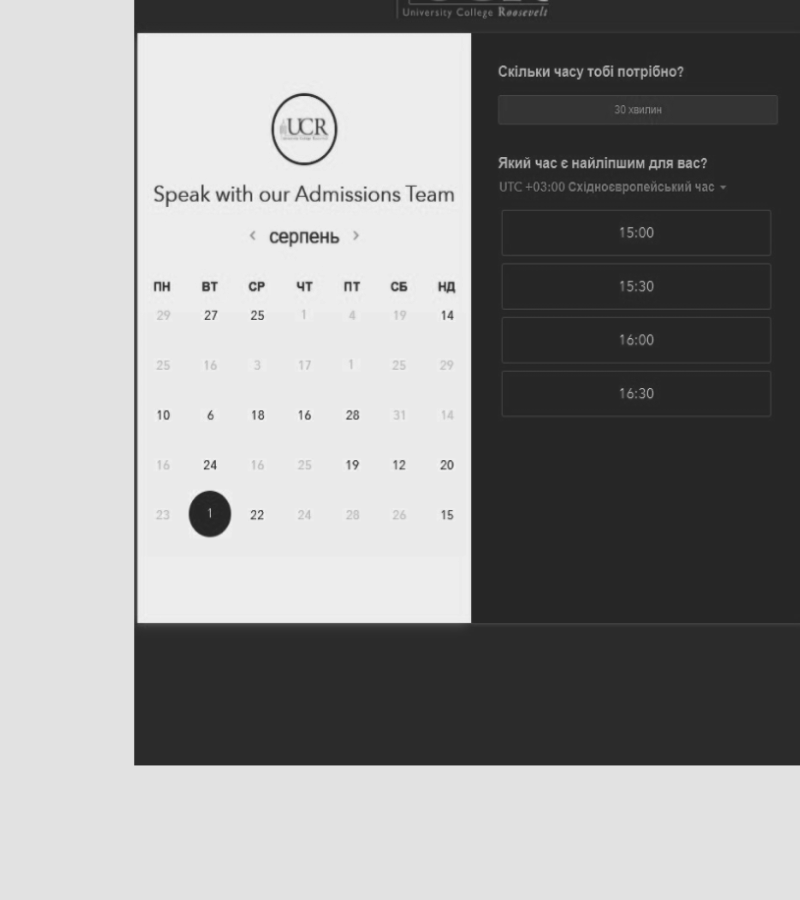 University College Roosevelt
UCR
Speak with our Admissions Team
‹ серпень ›
ПН ВТ СР ЧТ ПТ СБ НД
29 27 25 1 4 19 14
25 16 3 17 1 25 29
10 6 18 16 28 31 14
16 24 16 25 19 12 20
23 1 22 24 28 26 15
Скільки часу тобі потрібно?
30 хвилин
Який час є найліпшим для вас?
UTC +03:00 Східноєвропейський час
15:00
15:30
16:00
16:30